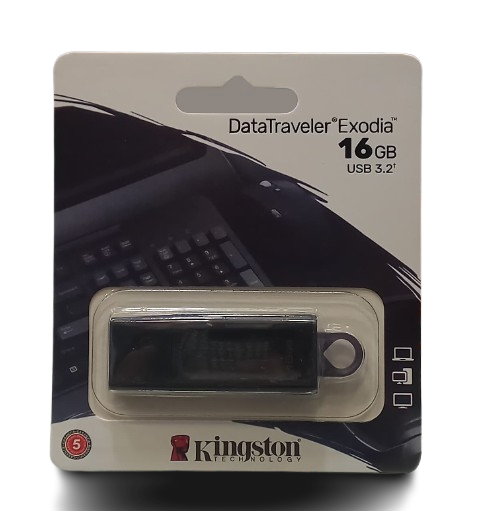 DataTraveler® Exodia™
16GB
USB 3.2†
5
Kingston
TECHNOLOGY